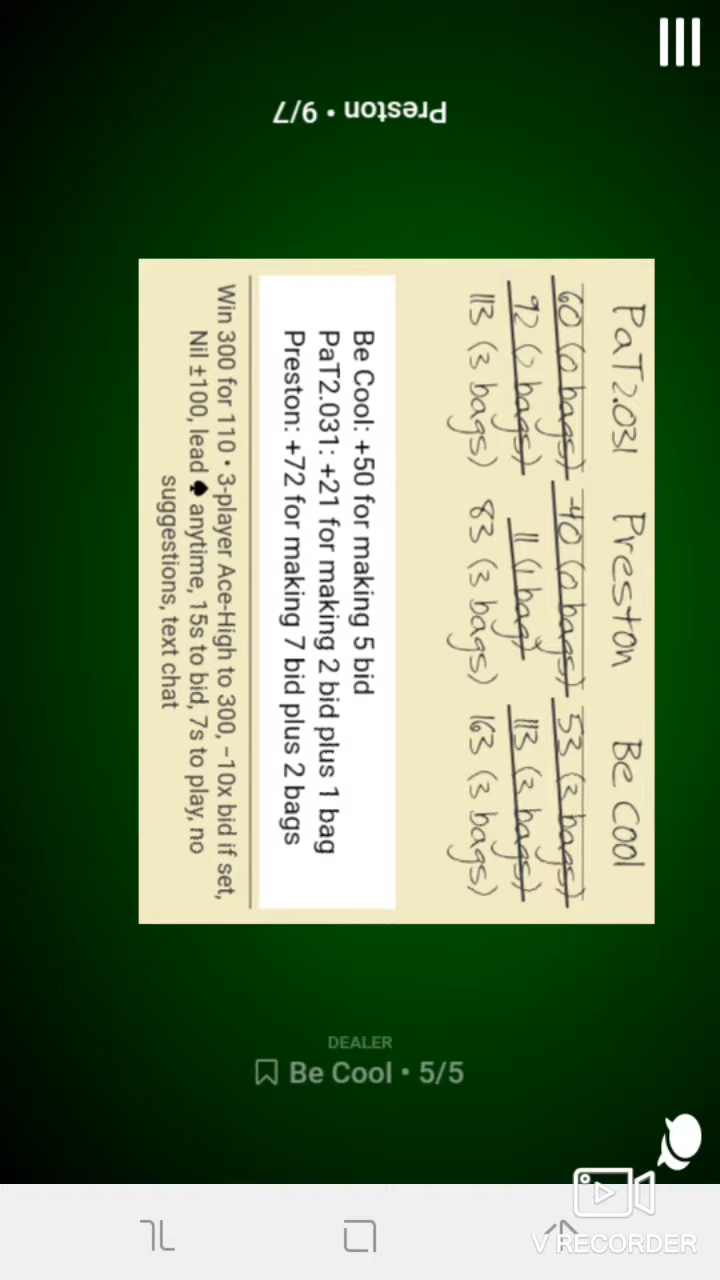 Preston • 9/7
PaT2.031 Preston Be Cool
60 (0 bags) -40 (0 bags) 53 (3 bags)
92 (2 bags) 11 (1 bag) 113 (3 bags)
113 (3 bags) 83 (3 bags) 163 (3 bags)
Be Cool: +50 for making 5 bid
PaT2.031: +21 for making 2 bid plus 1 bag
Preston: +72 for making 7 bid plus 2 bags
Win 300 for 110 • 3-player Ace-High to 300, −10x bid if set,
Nil ±100, lead ♠ anytime, 15s to bid, 7s to play, no
suggestions, text chat
DEALER
Be Cool • 5/5
V RECORDER